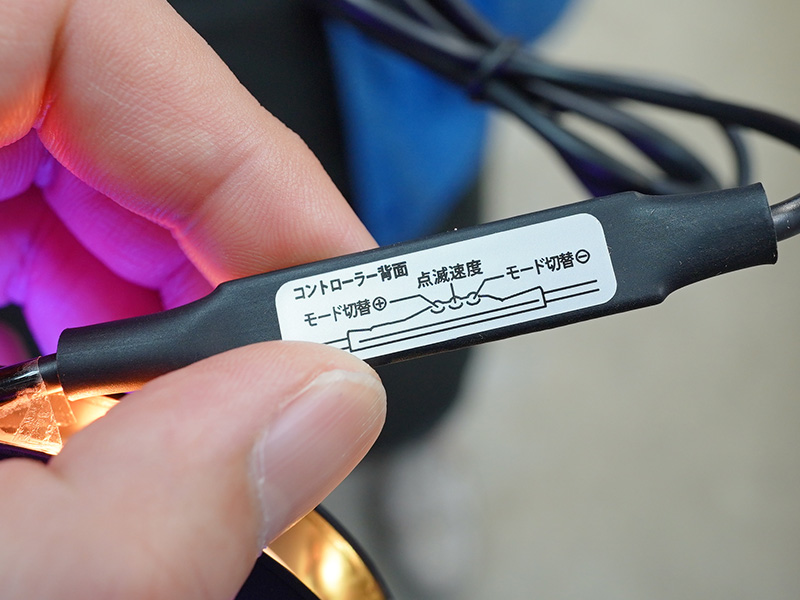 コントローラー背面
モード切替⊕
点滅速度
モード切替⊖